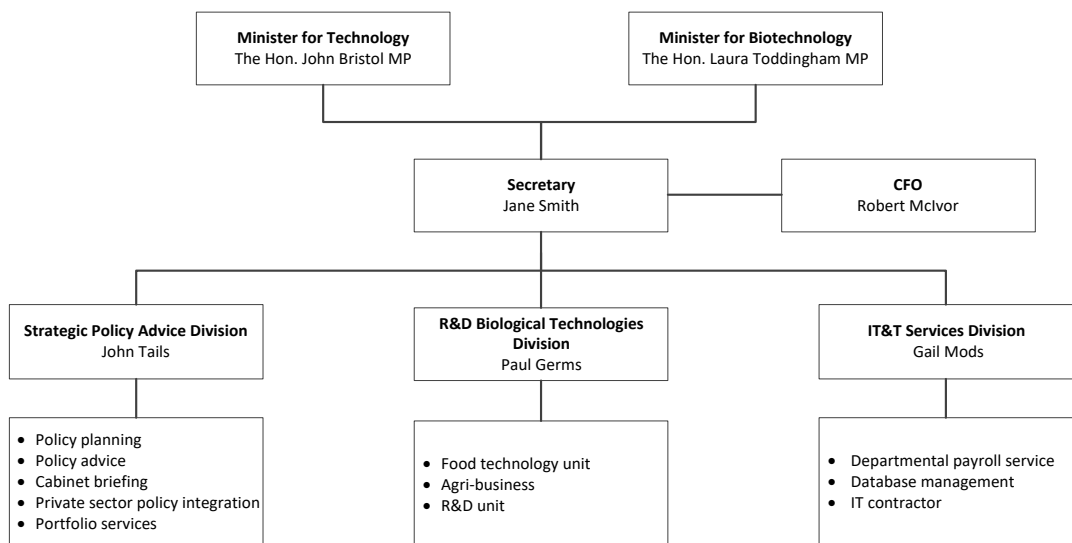 Minister for Technology
The Hon. John Bristol MP
Minister for Biotechnology
The Hon. Laura Toddingham MP
Secretary
Jane Smith
CFO
Robert McIvor
Strategic Policy Advice Division
John Tails
R&D Biological Technologies
Division
Paul Germs
IT&T Services Division
Gail Mods
• Policy planning
• Policy advice
• Cabinet briefing
• Private sector policy integration
• Portfolio services
• Food technology unit
• Agri-business
• R&D unit
• Departmental payroll service
• Database management
• IT contractor